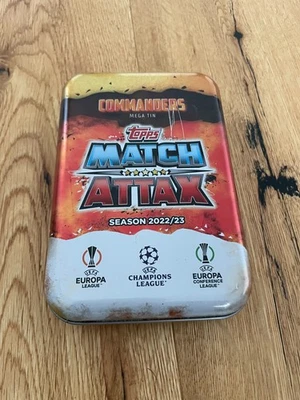 COMMANDERS
MEGA TIN
Topps
MATCH
ATTAX
SEASON 2022/23
UEFA
EUROPA
LEAGUE
UEFA
CHAMPIONS
LEAGUE
UEFA
EUROPA
CONFERENCE
LEAGUE